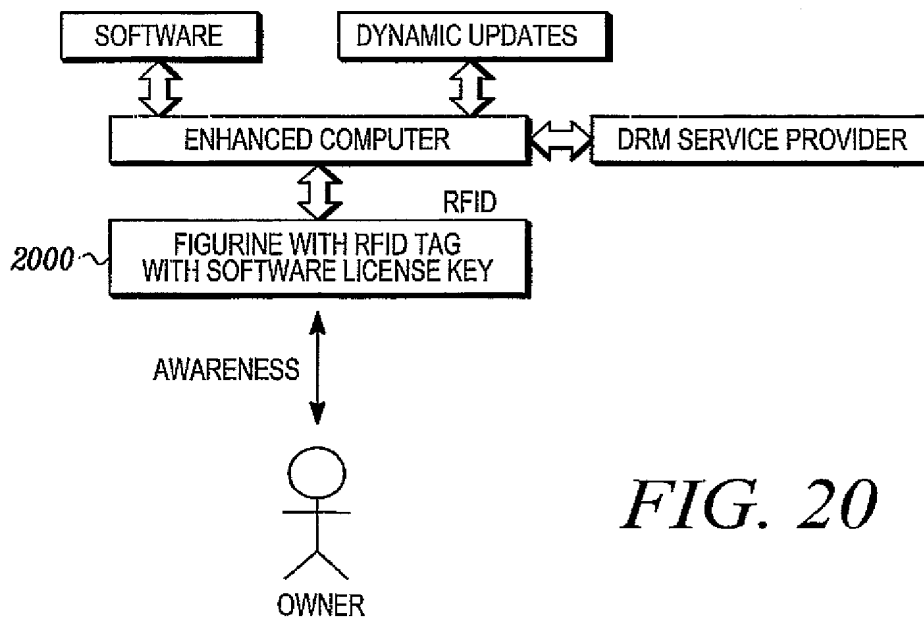 SOFTWARE
DYNAMIC UPDATES
ENHANCED COMPUTER
DRM SERVICE PROVIDER
RFID
2000
FIGURINE WITH RFID TAG
WITH SOFTWARE LICENSE KEY
AWARENESS
OWNER
FIG. 20